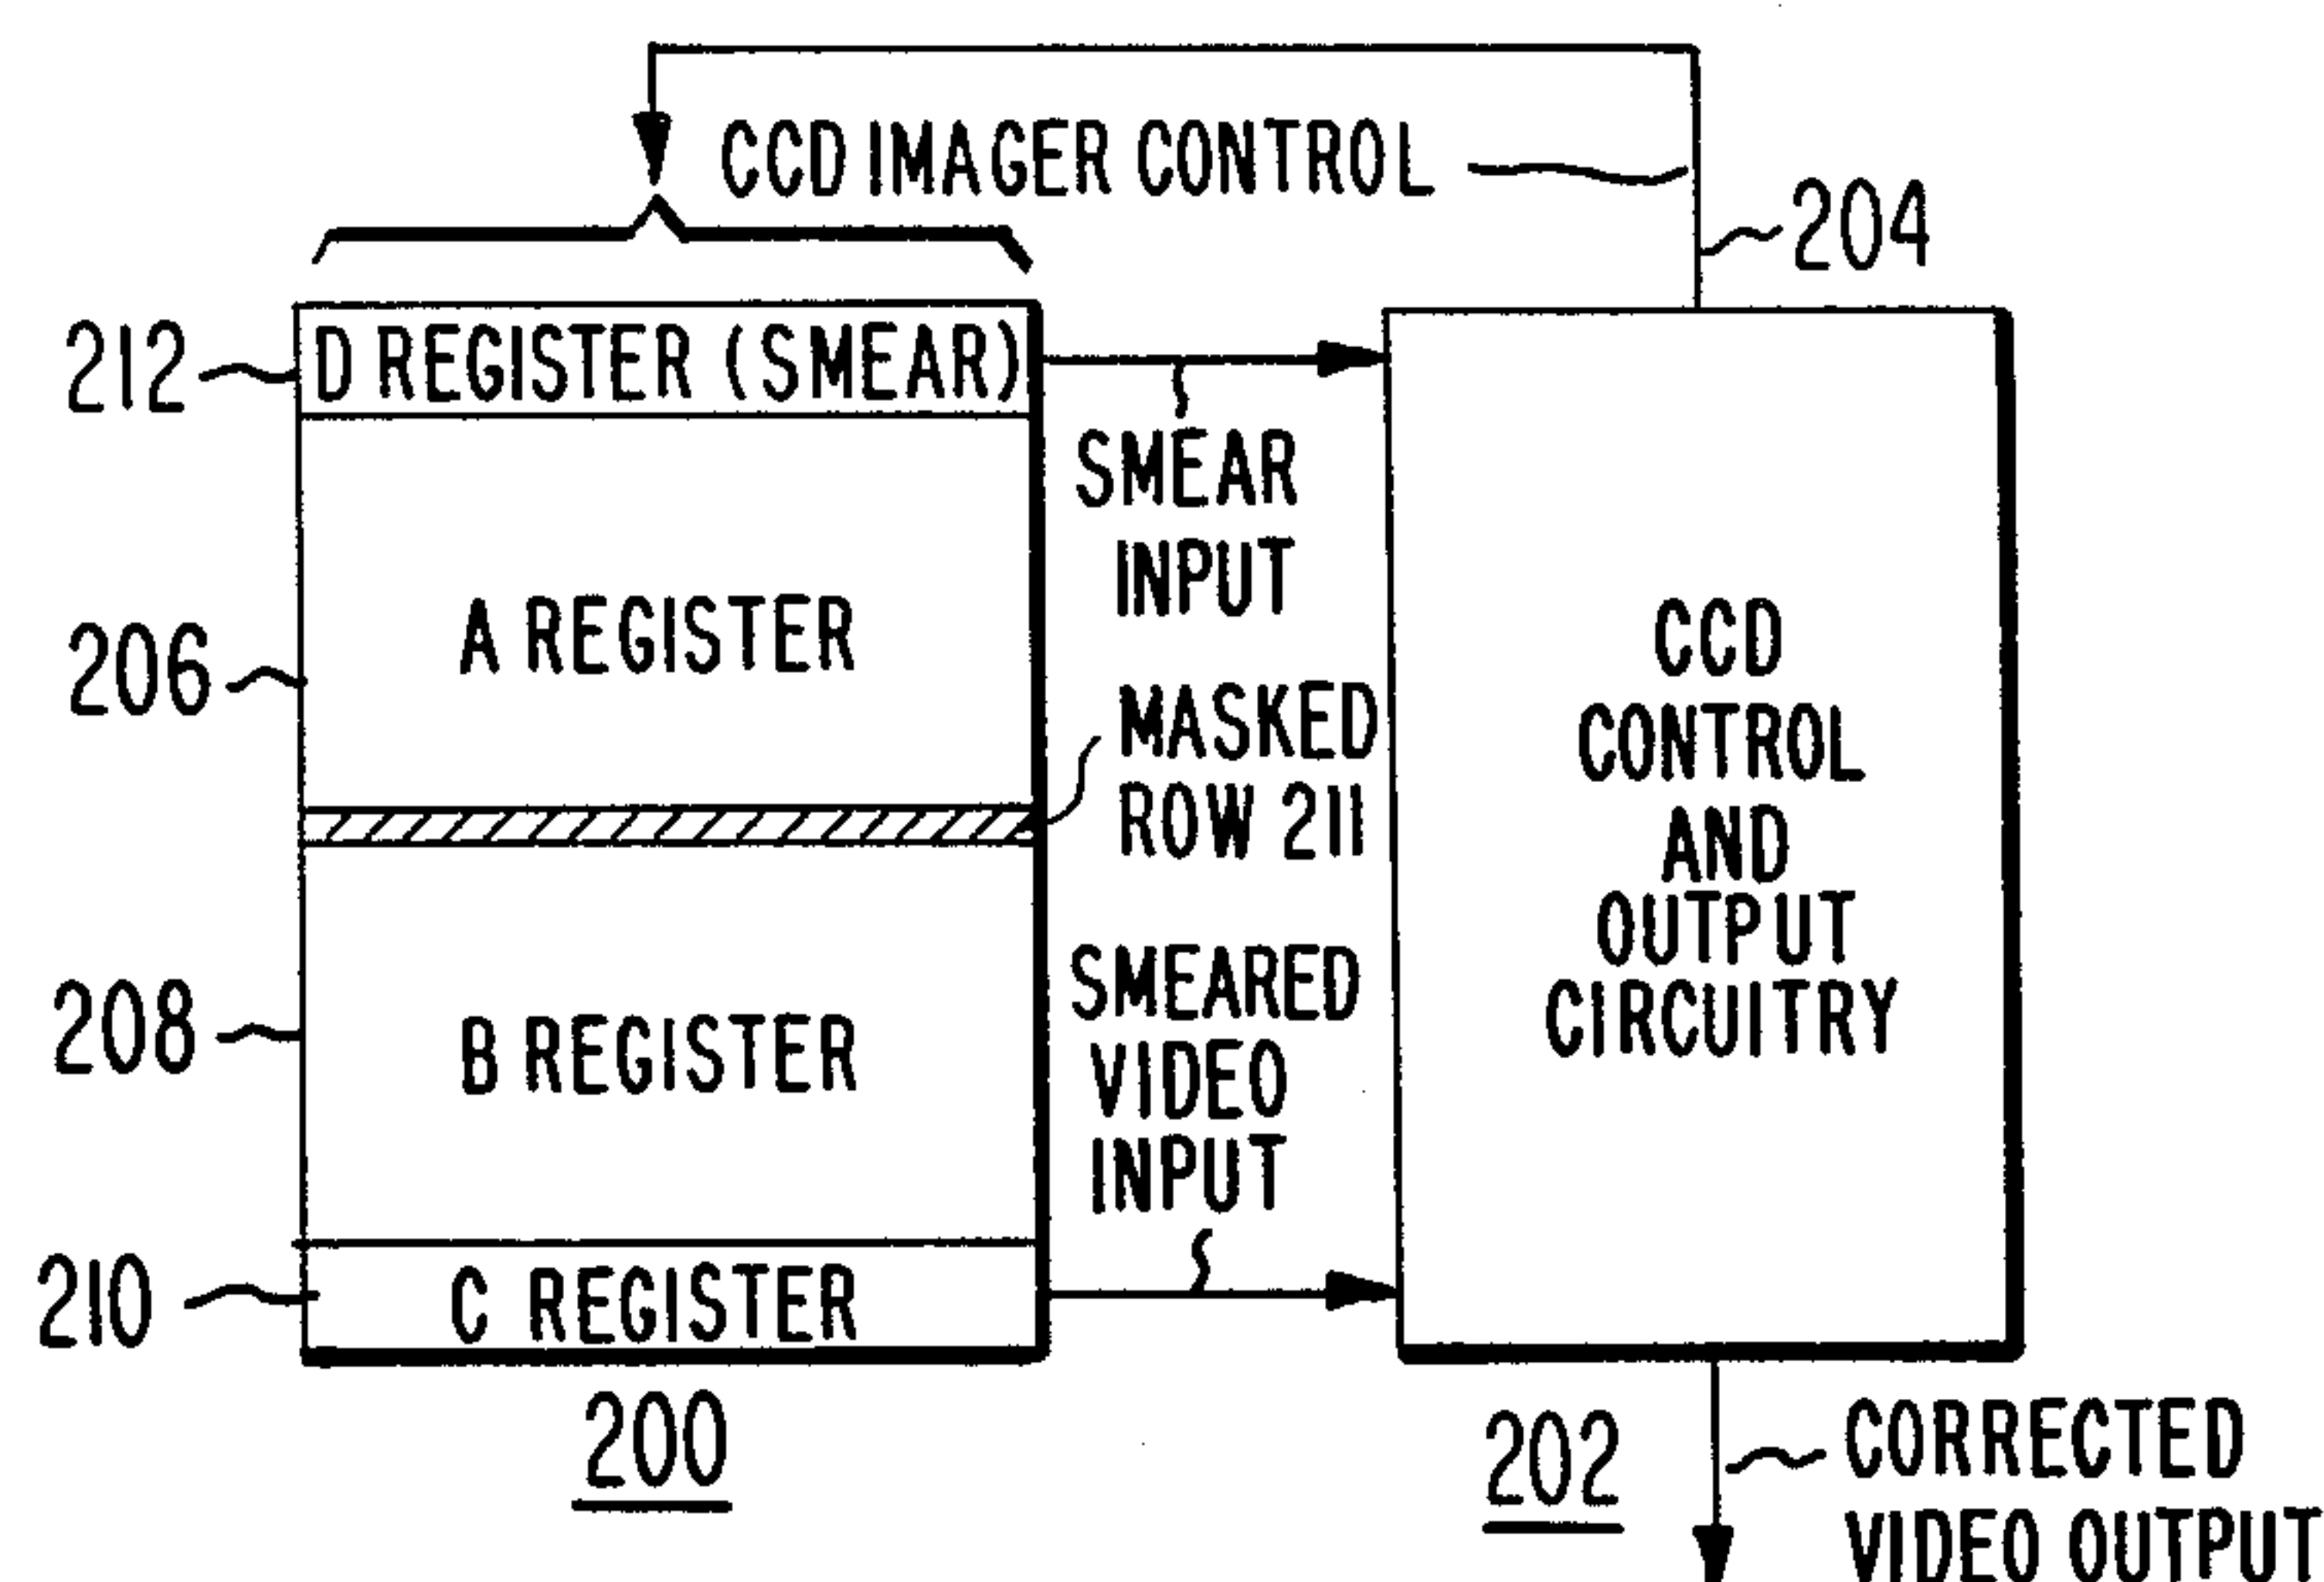 CCD IMAGER CONTROL
204
212
D REGISTER (SMEAR)
SMEAR
INPUT
206
A REGISTER
MASKED
ROW 211
CCD
CONTROL
AND
OUTPUT
CIRCUITRY
208
B REGISTER
SMEARED
VIDEO
INPUT
210
C REGISTER
200
202
CORRECTED
VIDEO OUTPUT